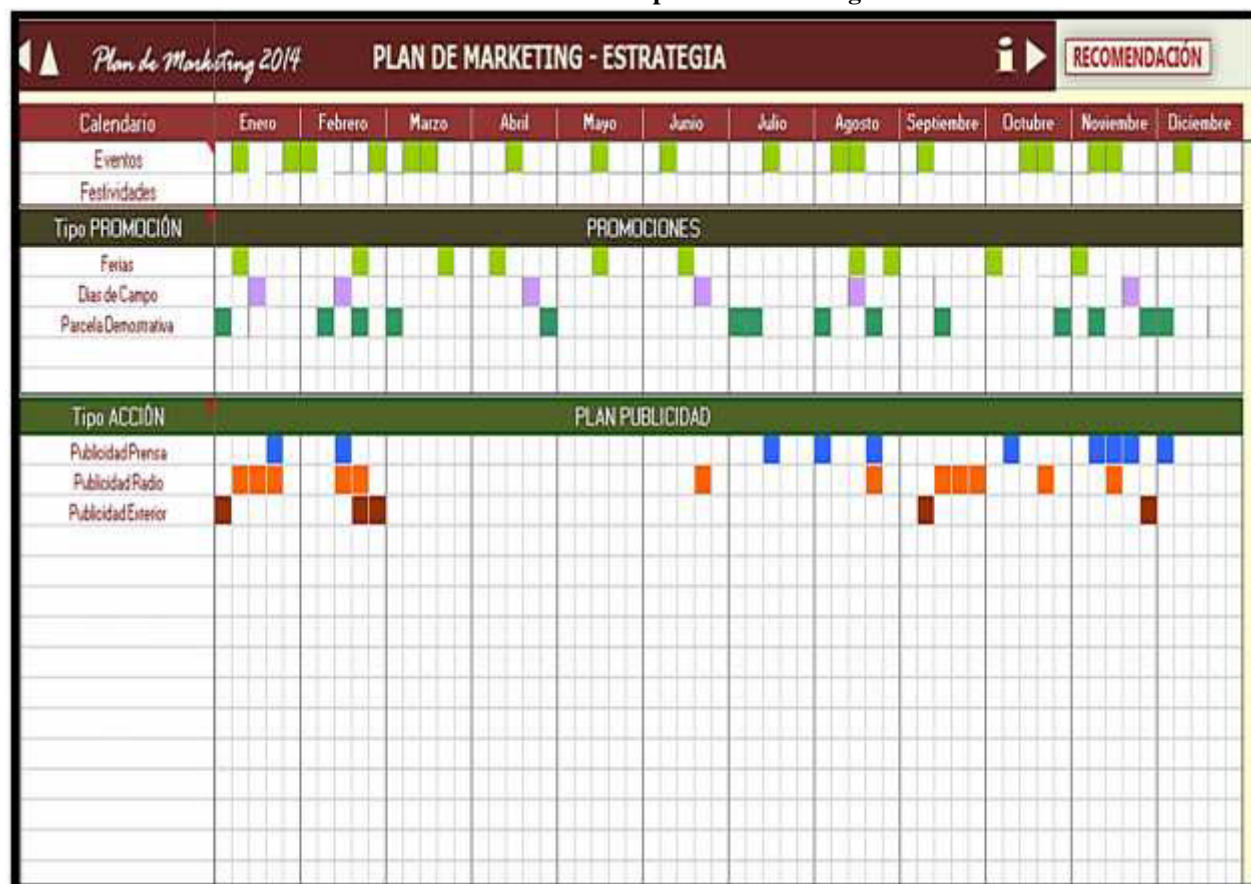 Plan de Marketing 2014 PLAN DE MARKETING - ESTRATEGIA i RECOMENDACIÓN
Calendario Enero Febrero Marzo Abril Mayo Junio Julio Agosto Septiembre Octubre Noviembre Diciembre
Eventos
Festividades
Tipo PROMOCIÓN PROMOCIONES
Ferias
Dias de Campo
Parcela Demostrativa
Tipo ACCIÓN PLAN PUBLICIDAD
Publicidad Prensa
Publicidad Radio
Publicidad Exterior